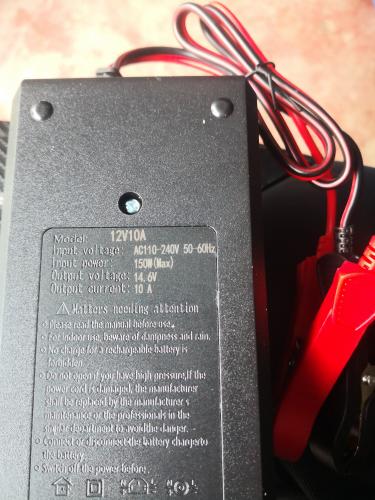 Model: 12V10A
Input voltage: AC110-240V 50-60Hz
Input power: 150W(Max)
Output voltage: 14.6V
Output current: 10 A
⚠Matters needing attention
Please read the manual before use。
For indoor use, beware of dampness and rain.
No charge for a rechargeable battery is
forbidden.
Do not open if you have high pressure,If the
power cord is damaged, the manufacturer
shall be replaced by the manufacturer s
maintenance or the professionals in the
similar department to avoid the danger.
Connect or disconnect the battery charger to
the battery.
Switch off the power before.